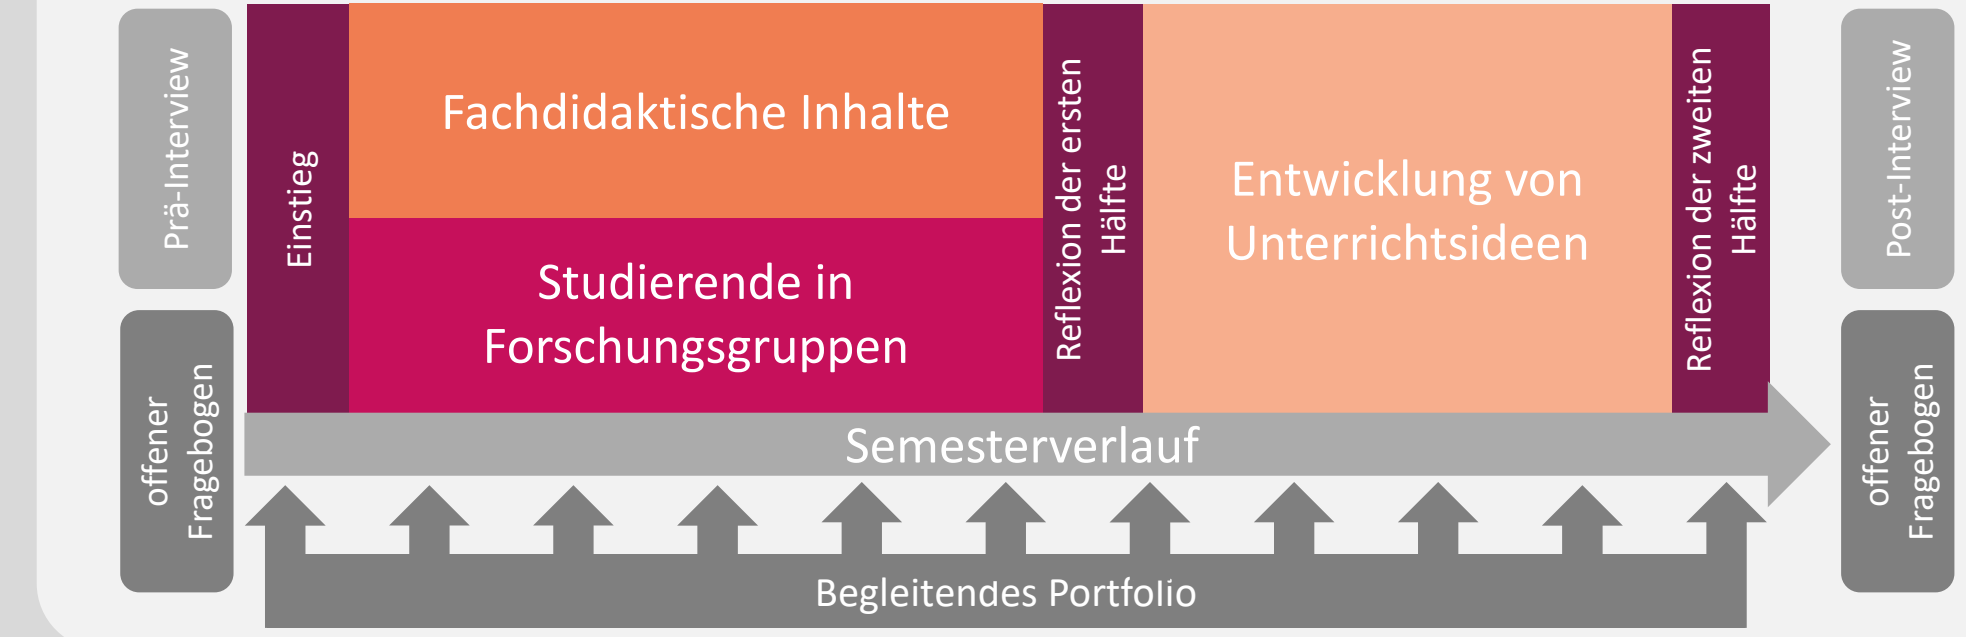 Prä-Interview
offener
Fragebogen
Einstieg
Fachdidaktische Inhalte
Studierende in
Forschungsgruppen
Reflexion der ersten
Hälfte
Entwicklung von
Unterrichtsideen
Reflexion der zweiten
Hälfte
Post-Interview
offener
Fragebogen
Semesterverlauf
Begleitendes Portfolio